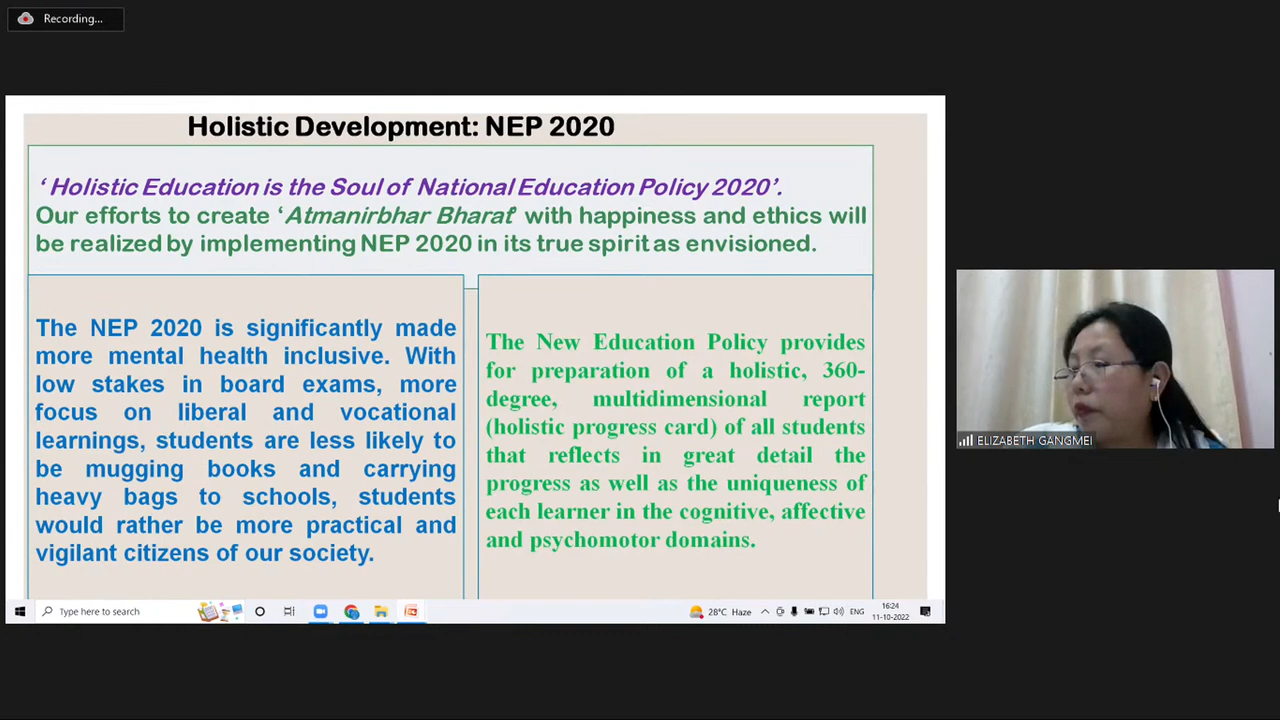 Recording...
Holistic Development: NEP 2020
‘ Holistic Education is the Soul of National Education Policy 2020’.
Our efforts to create ‘Atmanirbhar Bharat’ with happiness and ethics will
be realized by implementing NEP 2020 in its true spirit as envisioned.
The NEP 2020 is significantly made
more mental health inclusive. With
low stakes in board exams, more
focus on liberal and vocational
learnings, students are less likely to
be mugging books and carrying
heavy bags to schools, students
would rather be more practical and
vigilant citizens of our society.
The New Education Policy provides
for preparation of a holistic, 360-
degree, multidimensional report
(holistic progress card) of all students
that reflects in great detail the
progress as well as the uniqueness of
each learner in the cognitive, affective
and psychomotor domains.
ELIZABETH GANGMEI
Type here to search
28°C Haze
ENG
16:24
11-10-2022